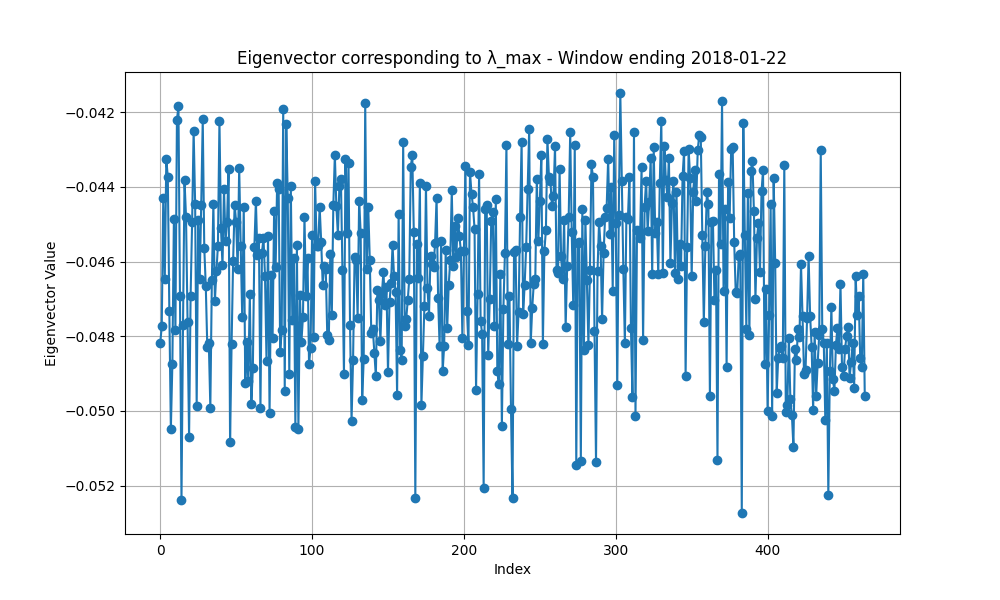 Eigenvector corresponding to λ_max - Window ending 2018-01-22
Eigenvector Value
−0.042
−0.044
−0.046
−0.048
−0.050
−0.052
0 100 200 300 400
Index